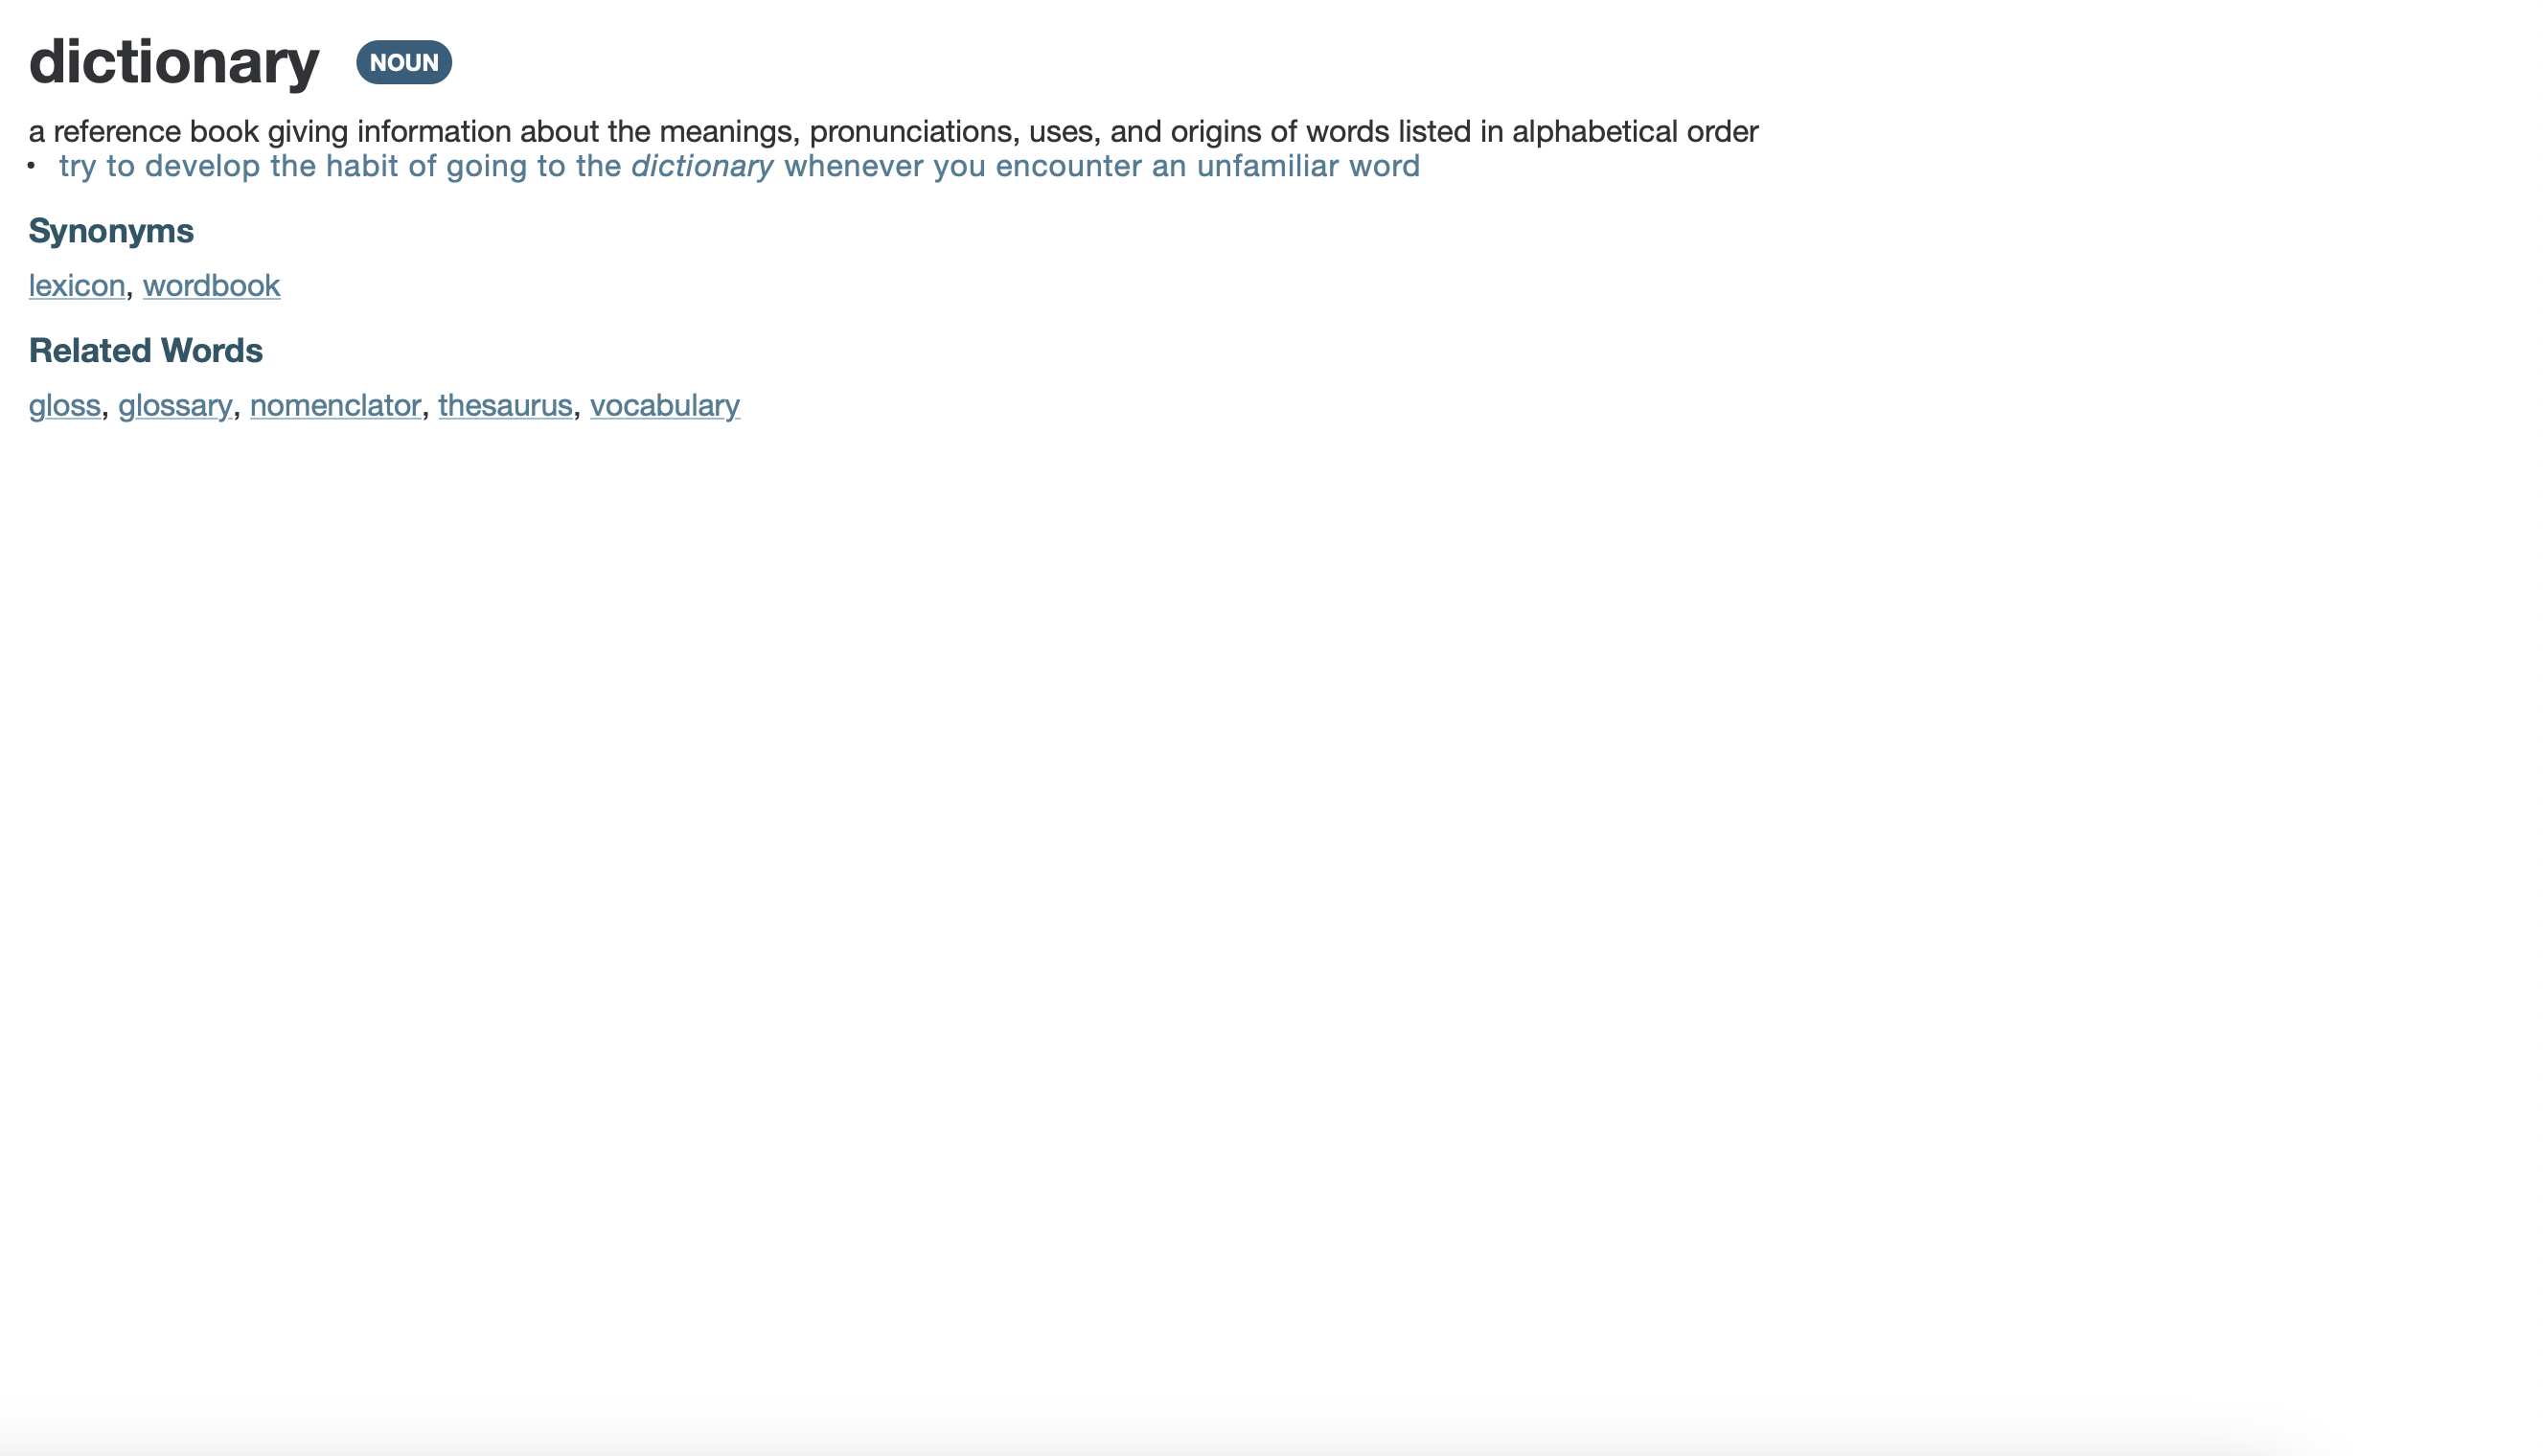 dictionary NOUN
a reference book giving information about the meanings, pronunciations, uses, and origins of words listed in alphabetical order
• try to develop the habit of going to the dictionary whenever you encounter an unfamiliar word
Synonyms
lexicon, wordbook
Related Words
gloss, glossary, nomenclator, thesaurus, vocabulary